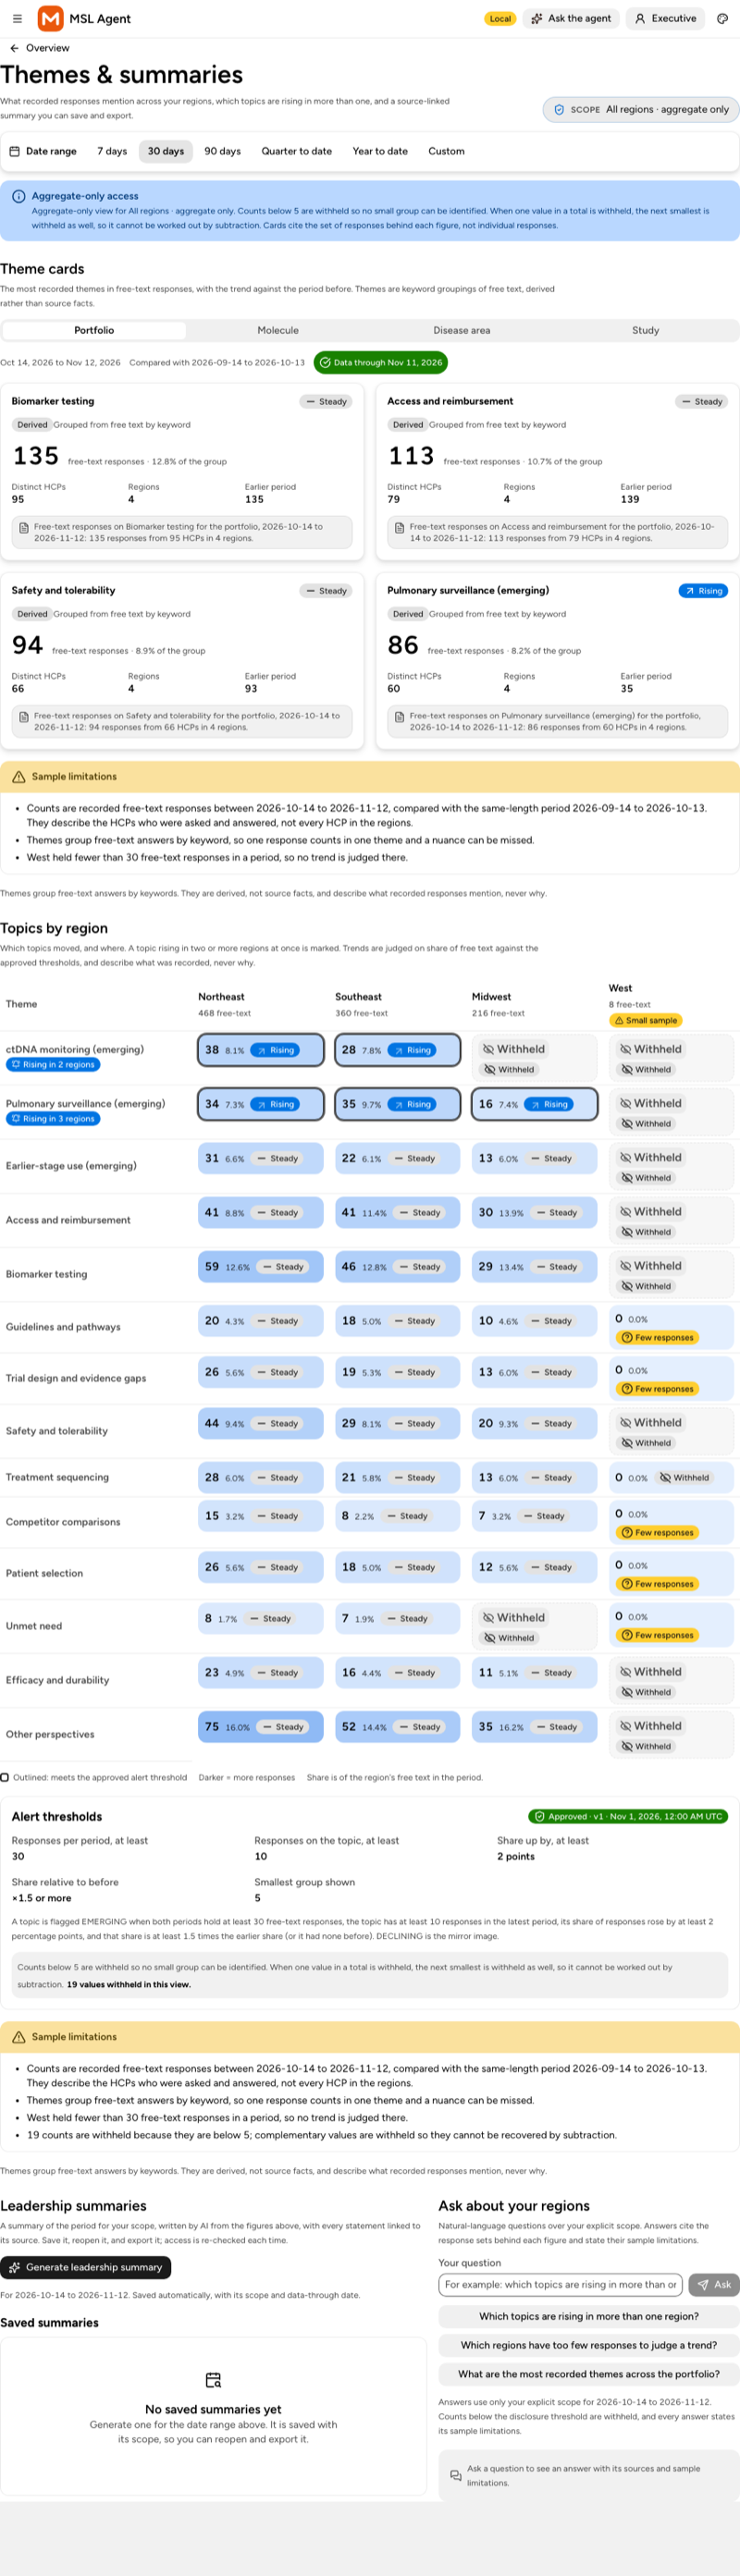 MSL Agent
Local
Ask the agent
Executive
Overview
Themes & summaries
What recorded responses mention across your regions, which topics are rising in more than one, and a source-linked
summary you can save and export.
SCOPE All regions · aggregate only
Date range
7 days
30 days
90 days
Quarter to date
Year to date
Custom
Aggregate-only access
Aggregate-only view for All regions · aggregate only. Counts below 5 are withheld so no small group can be identified. When one value in a total is withheld, the next smallest is
withheld as well, so it cannot be worked out by subtraction. Cards cite the set of responses behind each figure, not individual responses.
Theme cards
The most recorded themes in free-text responses, with the trend against the period before. Themes are keyword groupings of free text, derived
rather than source facts.
Portfolio
Molecule
Disease area
Study
Oct 14, 2026 to Nov 12, 2026 Compared with 2026-09-14 to 2026-10-13 Data through Nov 11, 2026
Biomarker testing
Steady
Derived Grouped from free text by keyword
135 free-text responses · 12.8% of the group
Distinct HCPs Regions Earlier period
95 4 135
Free-text responses on Biomarker testing for the portfolio, 2026-10-14 to
2026-11-12: 135 responses from 95 HCPs in 4 regions.
Access and reimbursement
Steady
Derived Grouped from free text by keyword
113 free-text responses · 10.7% of the group
Distinct HCPs Regions Earlier period
79 4 139
Free-text responses on Access and reimbursement for the portfolio, 2026-10-
14 to 2026-11-12: 113 responses from 79 HCPs in 4 regions.
Safety and tolerability
Steady
Derived Grouped from free text by keyword
94 free-text responses · 8.9% of the group
Distinct HCPs Regions Earlier period
66 4 93
Free-text responses on Safety and tolerability for the portfolio, 2026-10-14 to
2026-11-12: 94 responses from 66 HCPs in 4 regions.
Pulmonary surveillance (emerging)
Rising
Derived Grouped from free text by keyword
86 free-text responses · 8.2% of the group
Distinct HCPs Regions Earlier period
60 4 35
Free-text responses on Pulmonary surveillance (emerging) for the portfolio,
2026-10-14 to 2026-11-12: 86 responses from 60 HCPs in 4 regions.
Sample limitations
• Counts are recorded free-text responses between 2026-10-14 to 2026-11-12, compared with the same-length period 2026-09-14 to 2026-10-13.
They describe the HCPs who were asked and answered, not every HCP in the regions.
• Themes group free-text answers by keyword, so one response counts in one theme and a nuance can be missed.
• West held fewer than 30 free-text responses in a period, so no trend is judged there.
Themes group free-text answers by keywords. They are derived, not source facts, and describe what recorded responses mention, never why.
Topics by region
Which topics moved, and where. A topic rising in two or more regions at once is marked. Trends are judged on share of free text against the
approved thresholds, and describe what was recorded, never why.
Theme
Northeast
468 free-text
Southeast
360 free-text
Midwest
216 free-text
West
8 free-text
Small sample
ctDNA monitoring (emerging)
Rising in 2 regions
38 8.1% Rising
28 7.8% Rising
Withheld
Withheld
Withheld
Withheld
Pulmonary surveillance (emerging)
Rising in 3 regions
34 7.3% Rising
35 9.7% Rising
16 7.4% Rising
Withheld
Withheld
Earlier-stage use (emerging)
31 6.6% Steady
22 6.1% Steady
13 6.0% Steady
Withheld
Withheld
Access and reimbursement
41 8.8% Steady
41 11.4% Steady
30 13.9% Steady
Withheld
Withheld
Biomarker testing
59 12.6% Steady
46 12.8% Steady
29 13.4% Steady
Withheld
Withheld
Guidelines and pathways
20 4.3% Steady
18 5.0% Steady
10 4.6% Steady
0 0.0%
Few responses
Trial design and evidence gaps
26 5.6% Steady
19 5.3% Steady
13 6.0% Steady
0 0.0%
Few responses
Safety and tolerability
44 9.4% Steady
29 8.1% Steady
20 9.3% Steady
Withheld
Withheld
Treatment sequencing
28 6.0% Steady
21 5.8% Steady
13 6.0% Steady
0 0.0% Withheld
Competitor comparisons
15 3.2% Steady
8 2.2% Steady
7 3.2% Steady
0 0.0%
Few responses
Patient selection
26 5.6% Steady
18 5.0% Steady
12 5.6% Steady
0 0.0%
Few responses
Unmet need
8 1.7% Steady
7 1.9% Steady
Withheld
Withheld
0 0.0%
Few responses
Efficacy and durability
23 4.9% Steady
16 4.4% Steady
11 5.1% Steady
Withheld
Withheld
Other perspectives
75 16.0% Steady
52 14.4% Steady
35 16.2% Steady
Withheld
Withheld
Outlined: meets the approved alert threshold Darker = more responses Share is of the region's free text in the period.
Alert thresholds
Approved · v1 · Nov 1, 2026, 12:00 AM UTC
Responses per period, at least
30
Responses on the topic, at least
10
Share up by, at least
2 points
Share relative to before
×1.5 or more
Smallest group shown
5
A topic is flagged EMERGING when both periods hold at least 30 free-text responses, the topic has at least 10 responses in the latest period, its share of responses rose by at least 2
percentage points, and that share is at least 1.5 times the earlier share (or it had none before). DECLINING is the mirror image.
Counts below 5 are withheld so no small group can be identified. When one value in a total is withheld, the next smallest is withheld as well, so it cannot be worked out by
subtraction. 19 values withheld in this view.
Sample limitations
• Counts are recorded free-text responses between 2026-10-14 to 2026-11-12, compared with the same-length period 2026-09-14 to 2026-10-13.
They describe the HCPs who were asked and answered, not every HCP in the regions.
• Themes group free-text answers by keyword, so one response counts in one theme and a nuance can be missed.
• West held fewer than 30 free-text responses in a period, so no trend is judged there.
• 19 counts are withheld because they are below 5; complementary values are withheld so they cannot be recovered by subtraction.
Themes group free-text answers by keywords. They are derived, not source facts, and describe what recorded responses mention, never why.
Leadership summaries
A summary of the period for your scope, written by AI from the figures above, with every statement linked to
its source. Save it, reopen it, and export it; access is re-checked each time.
Generate leadership summary
For 2026-10-14 to 2026-11-12. Saved automatically, with its scope and data-through date.
Saved summaries
No saved summaries yet
Generate one for the date range above. It is saved with
its scope, so you can reopen and export it.
Ask about your regions
Natural-language questions over your explicit scope. Answers cite the
response sets behind each figure and state their sample limitations.
Your question
For example: which topics are rising in more than or
Ask
Which topics are rising in more than one region?
Which regions have too few responses to judge a trend?
What are the most recorded themes across the portfolio?
Answers use only your explicit scope for 2026-10-14 to 2026-11-12.
Counts below the disclosure threshold are withheld, and every answer states
its sample limitations.
Ask a question to see an answer with its sources and sample
limitations.